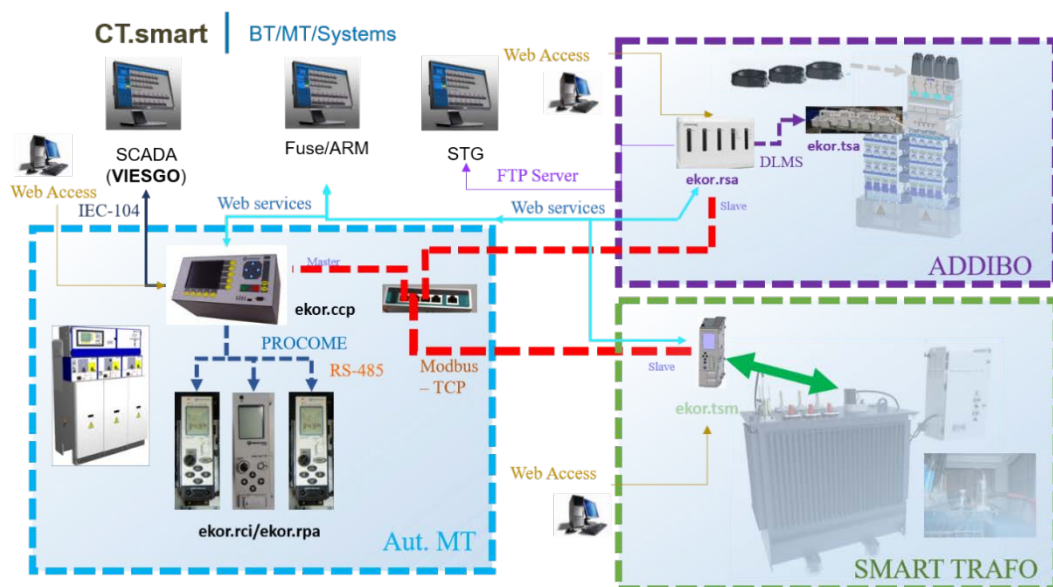 CT.smart
BT/MT/Systems
SCADA
(VIESGO)
Fuse/ARM
STG
Web Access
IEC-104
Web services
FTP Server
Web services
Web Access
ekor.rsa
DLMS
ekor.tsa
Slave
ADDIBO
Master
ekor.ccp
PROCOME
RS-485
Modbus
– TCP
ekor.rci/ekor.rpa
Aut. MT
Slave
ekor.tsm
Web Access
SMART TRAFO